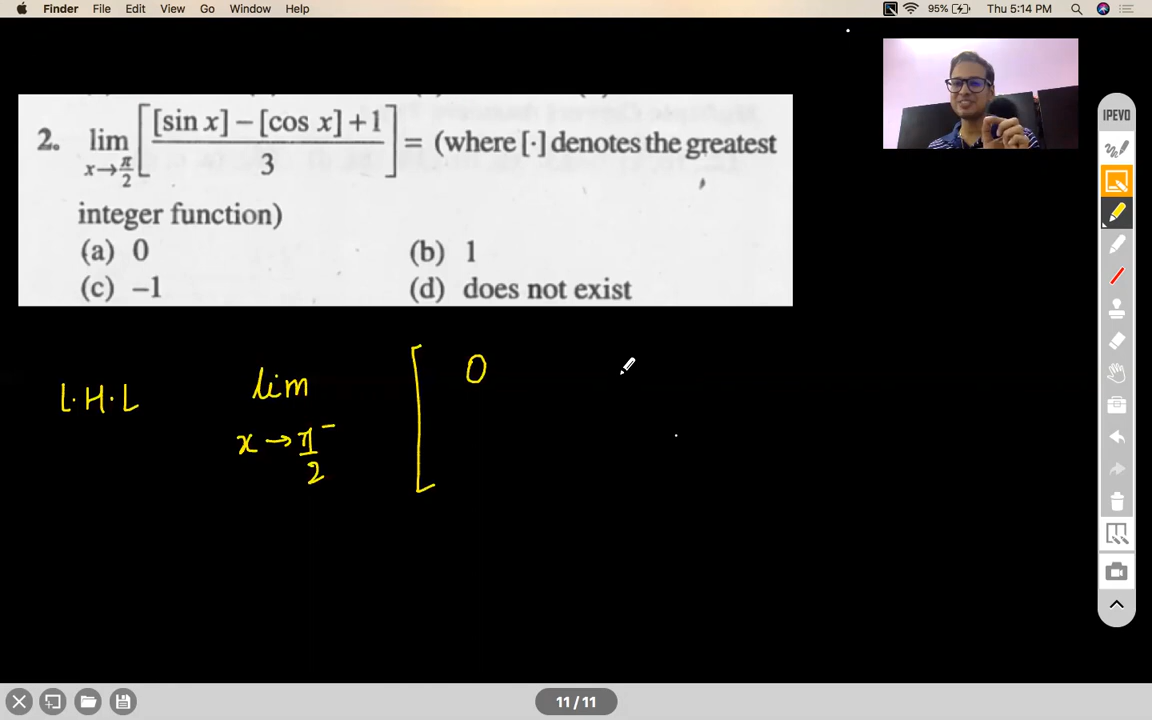 Finder File Edit View Go Window Help 95% Thu 5:14 PM
IPEVO
2. lim x→π/2 [ ([sin x] − [cos x] + 1) / 3 ] = (where [·] denotes the greatest
integer function)
(a) 0 (b) 1
(c) −1 (d) does not exist
L.H.L lim x→π/2⁻ [ 0
11 / 11